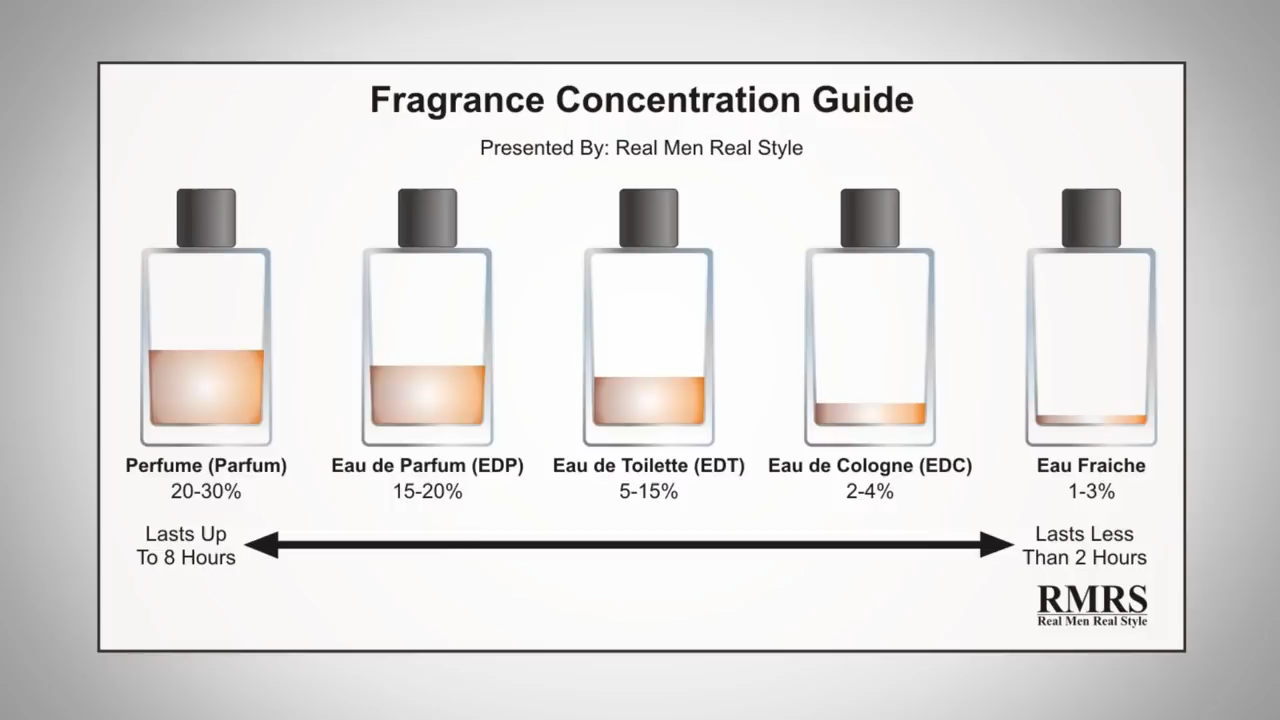 Fragrance Concentration Guide
Presented By: Real Men Real Style
Perfume (Parfum)
20-30%
Eau de Parfum (EDP)
15-20%
Eau de Toilette (EDT)
5-15%
Eau de Cologne (EDC)
2-4%
Eau Fraiche
1-3%
Lasts Up
To 8 Hours
Lasts Less
Than 2 Hours
RMRS
Real Men Real Style